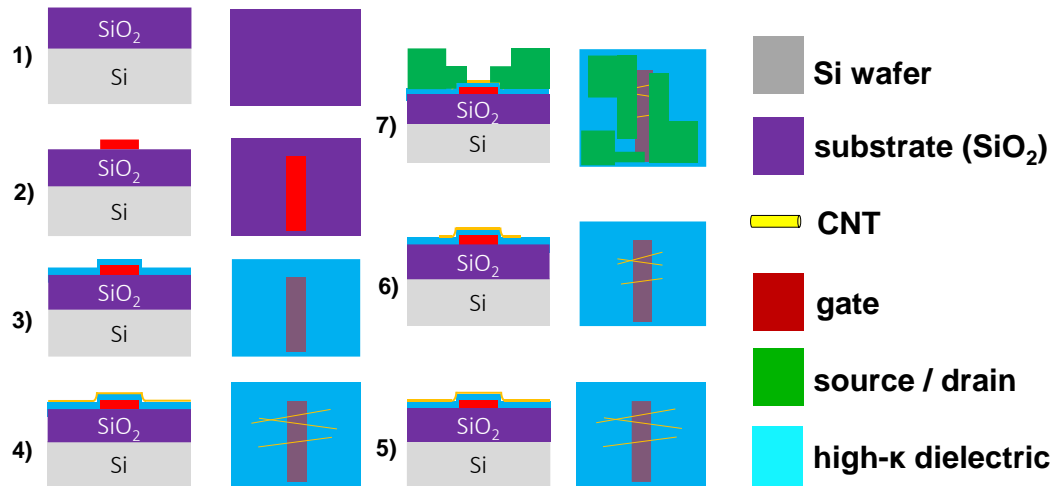 1)
SiO₂
Si
2)
SiO₂
Si
3)
SiO₂
Si
4)
SiO₂
Si
5)
SiO₂
Si
6)
SiO₂
Si
7)
SiO₂
Si
Si wafer
substrate (SiO₂)
CNT
gate
source / drain
high-κ dielectric